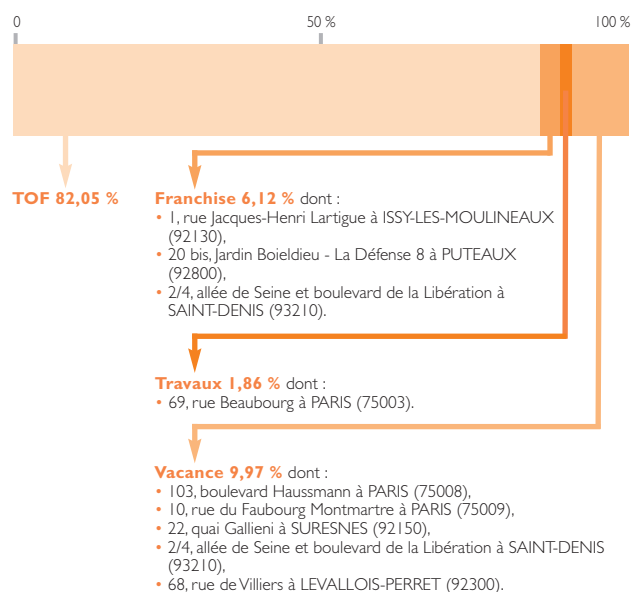 0 50 % 100 %
TOF 82,05 %
Franchise 6,12 % dont :
• 1, rue Jacques-Henri Lartigue à ISSY-LES-MOULINEAUX
(92130),
• 20 bis, Jardin Boieldieu - La Défense 8 à PUTEAUX
(92800),
• 2/4, allée de Seine et boulevard de la Libération à
SAINT-DENIS (93210).
Travaux 1,86 % dont :
• 69, rue Beaubourg à PARIS (75003).
Vacance 9,97 % dont :
• 103, boulevard Haussmann à PARIS (75008),
• 10, rue du Faubourg Montmartre à PARIS (75009),
• 22, quai Gallieni à SURESNES (92150),
• 2/4, allée de Seine et boulevard de la Libération à SAINT-DENIS
(93210),
• 68, rue de Villiers à LEVALLOIS-PERRET (92300).